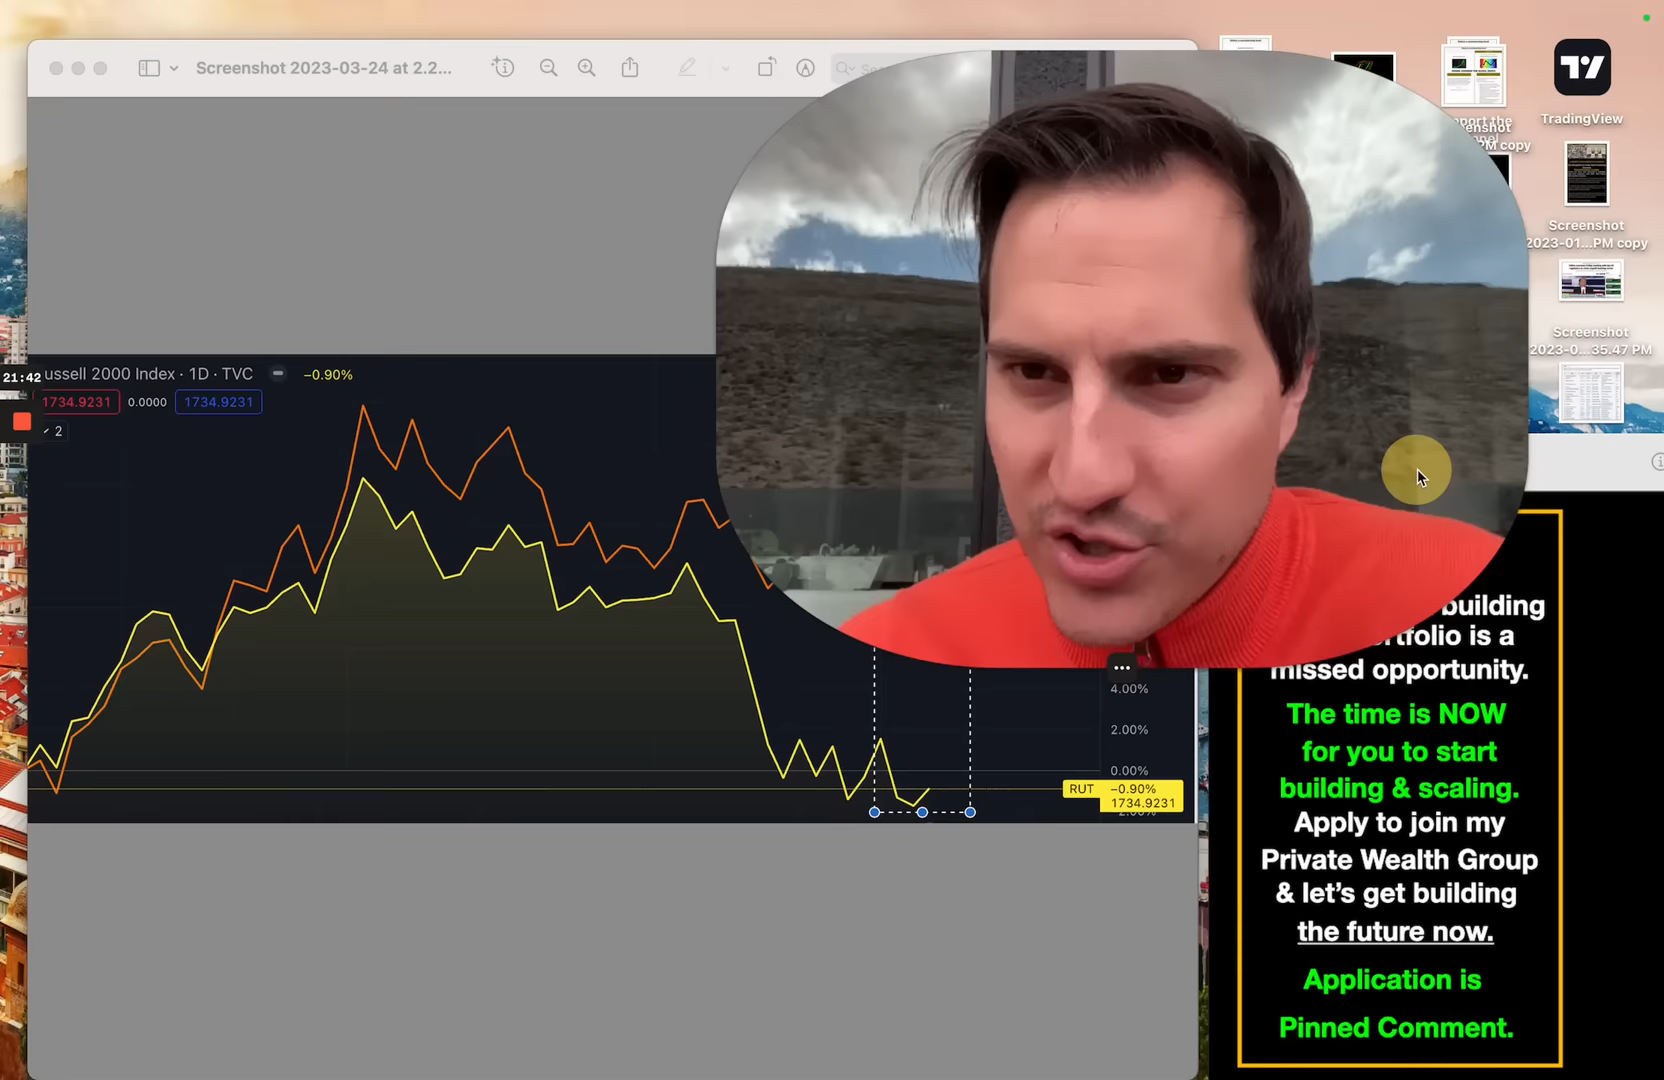 Screenshot 2023-03-24 at 2.2...
TradingView
PM copy
Screenshot
2023-01...PM copy
Screenshot
2023-0...35.47 PM
21:42
ussell 2000 Index · 1D · TVC
−0.90%
1734.9231
0.0000
1734.9231
2
4.00%
2.00%
0.00%
RUT
−0.90%
1734.9231
building
rtfolio is a
missed opportunity.
The time is NOW
for you to start
building & scaling.
Apply to join my
Private Wealth Group
& let's get building
the future now.
Application is
Pinned Comment.